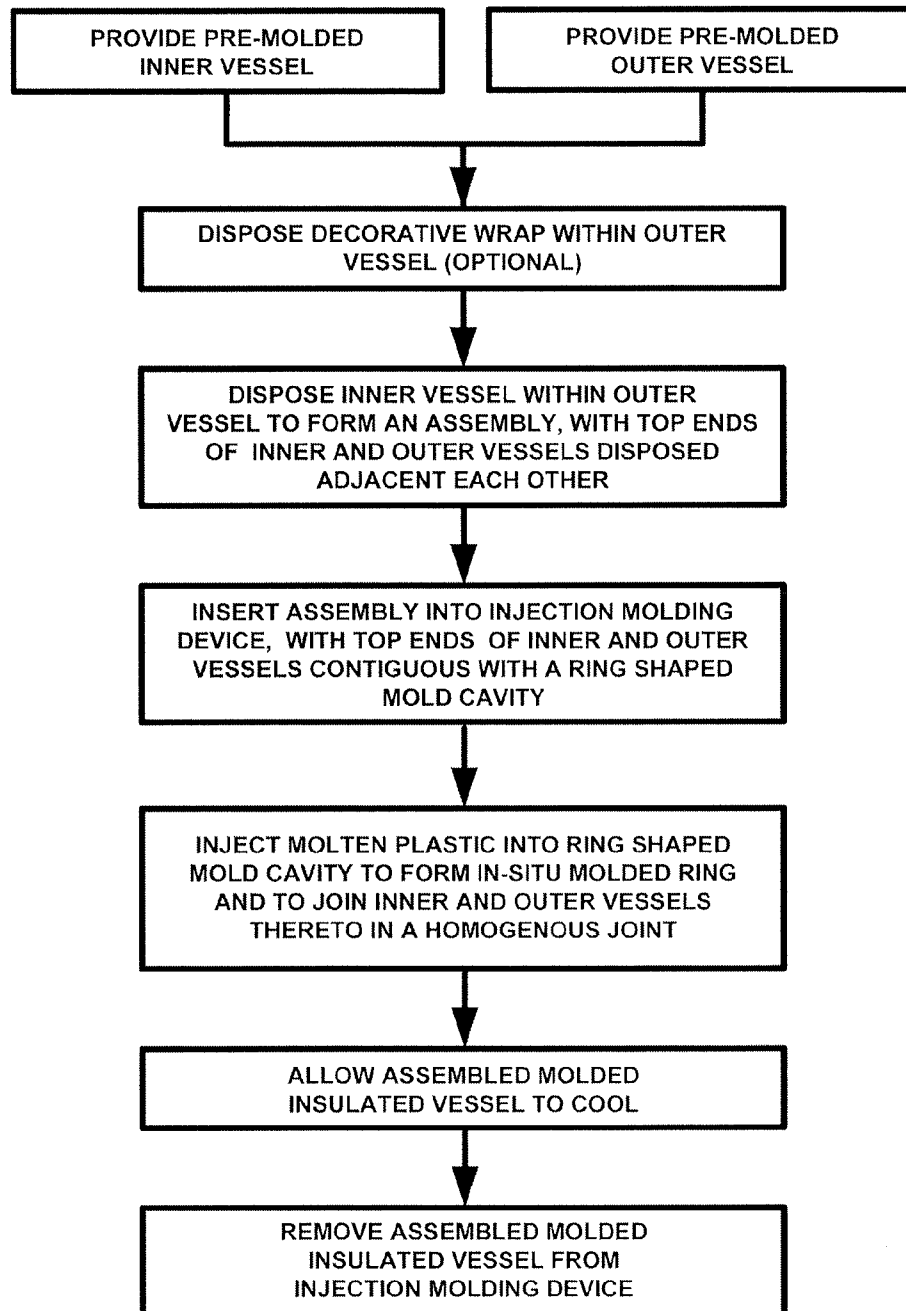 PROVIDE PRE-MOLDED
INNER VESSEL
PROVIDE PRE-MOLDED
OUTER VESSEL
DISPOSE DECORATIVE WRAP WITHIN OUTER
VESSEL (OPTIONAL)
DISPOSE INNER VESSEL WITHIN OUTER
VESSEL TO FORM AN ASSEMBLY, WITH TOP ENDS
OF INNER AND OUTER VESSELS DISPOSED
ADJACENT EACH OTHER
INSERT ASSEMBLY INTO INJECTION MOLDING
DEVICE, WITH TOP ENDS OF INNER AND OUTER
VESSELS CONTIGUOUS WITH A RING SHAPED
MOLD CAVITY
INJECT MOLTEN PLASTIC INTO RING SHAPED
MOLD CAVITY TO FORM IN-SITU MOLDED RING
AND TO JOIN INNER AND OUTER VESSELS
THERETO IN A HOMOGENOUS JOINT
ALLOW ASSEMBLED MOLDED
INSULATED VESSEL TO COOL
REMOVE ASSEMBLED MOLDED
INSULATED VESSEL FROM
INJECTION MOLDING DEVICE